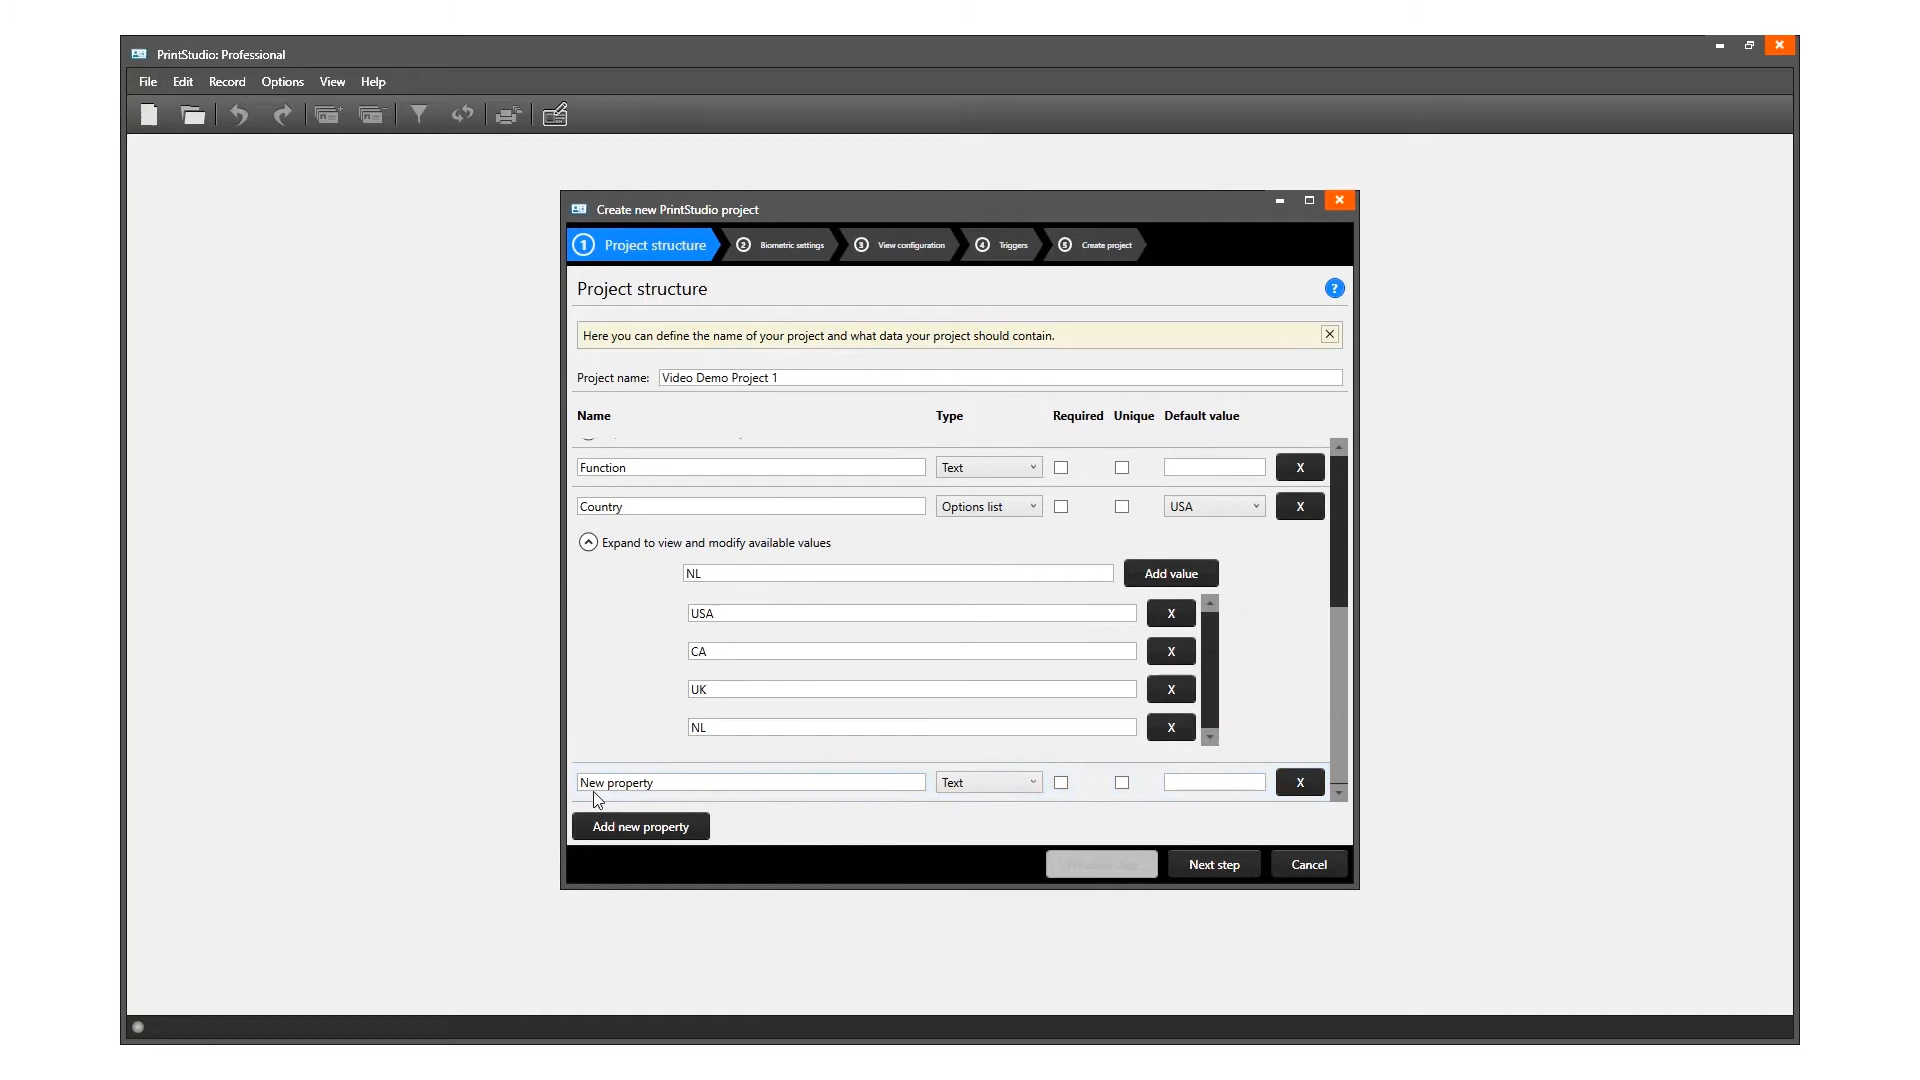 PrintStudio: Professional
File Edit Record Options View Help
Create new PrintStudio project
1 Project structure 2 Biometric settings 3 View configuration 4 Triggers 5 Create project
Project structure ?
Here you can define the name of your project and what data your project should contain.
Project name: Video Demo Project 1
Name Type Required Unique Default value
Function Text X
Country Options list USA X
Expand to view and modify available values
NL Add value
USA X
CA X
UK X
NL X
New property Text X
Add new property
Next step Cancel